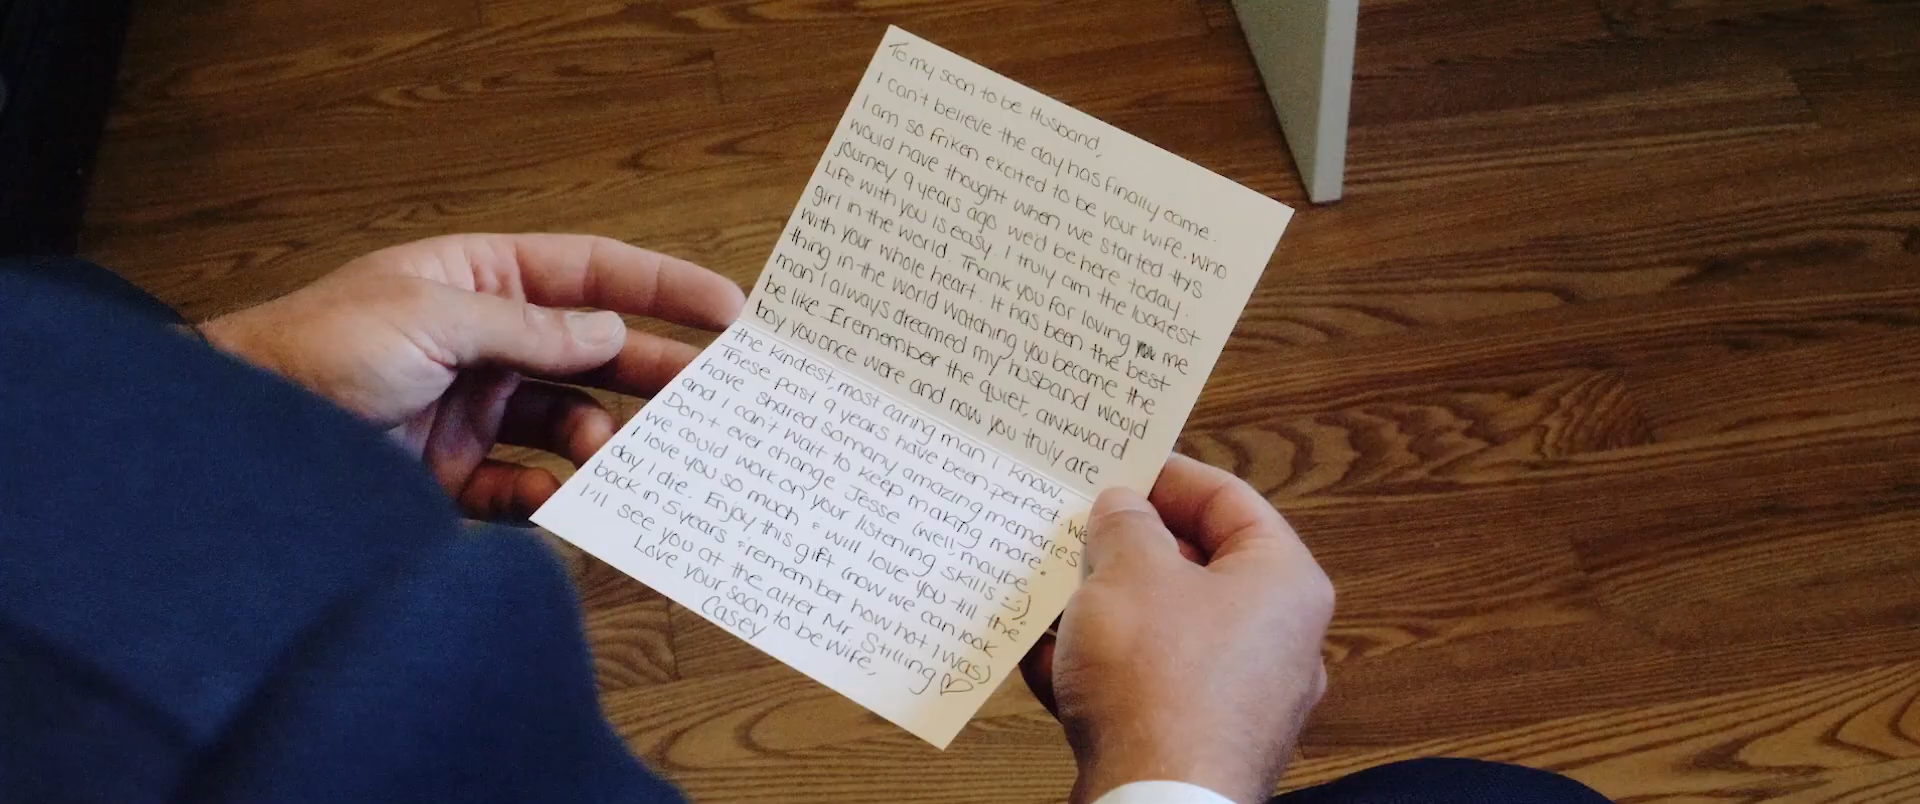 To my soon to be Husband,
I can't believe the day has finally came.
I am so friken excited to be your wife. Who
would have thought when we started this
journey 9 years ago we'd be here today.
Life with you is easy. I truly am the luckiest
girl in the world. Thank you for loving me
with your whole heart. It has been the best
thing in the world watching you become the
man I always dreamed my husband would
be like. I remember the quiet, awkward
boy you once were and now you truly are
the kindest, most caring man I know.
These past 9 years have been perfect. We
have shared so many amazing memories
and I can't wait to keep making more.
Don't ever change Jesse (well, maybe
we could work on your listening skills :))
I love you so much & will love you till the
day I die. Enjoy this gift (now we can look
back in 5 years & remember how hot I was)
I'll see you at the alter Mr. Stilling ♡
Love your soon to be wife,
Casey